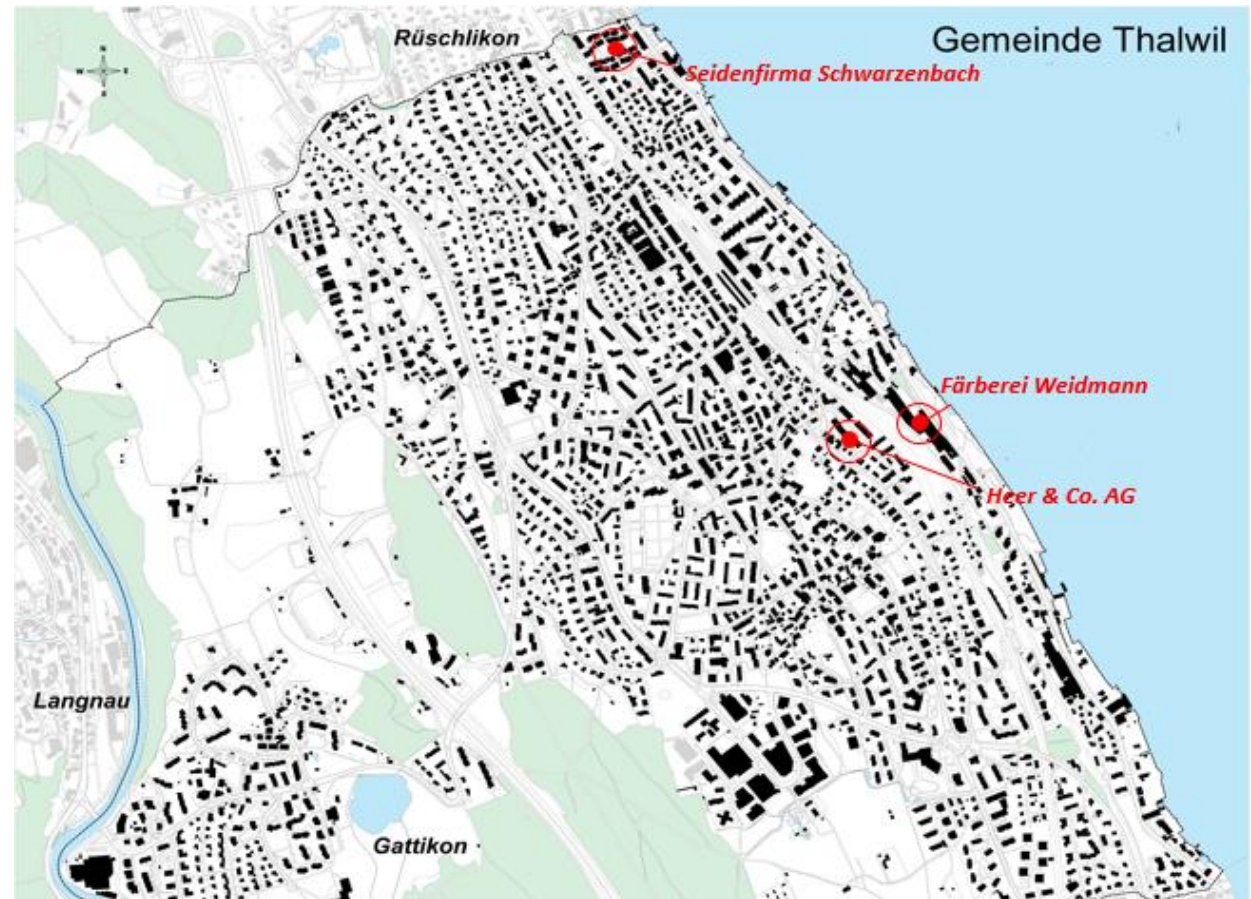 Rüschlikon
Gemeinde Thalwil
N
W E
S
Seidenfirma Schwarzenbach
Färberei Weidmann
Heer & Co. AG
Langnau
Gattikon